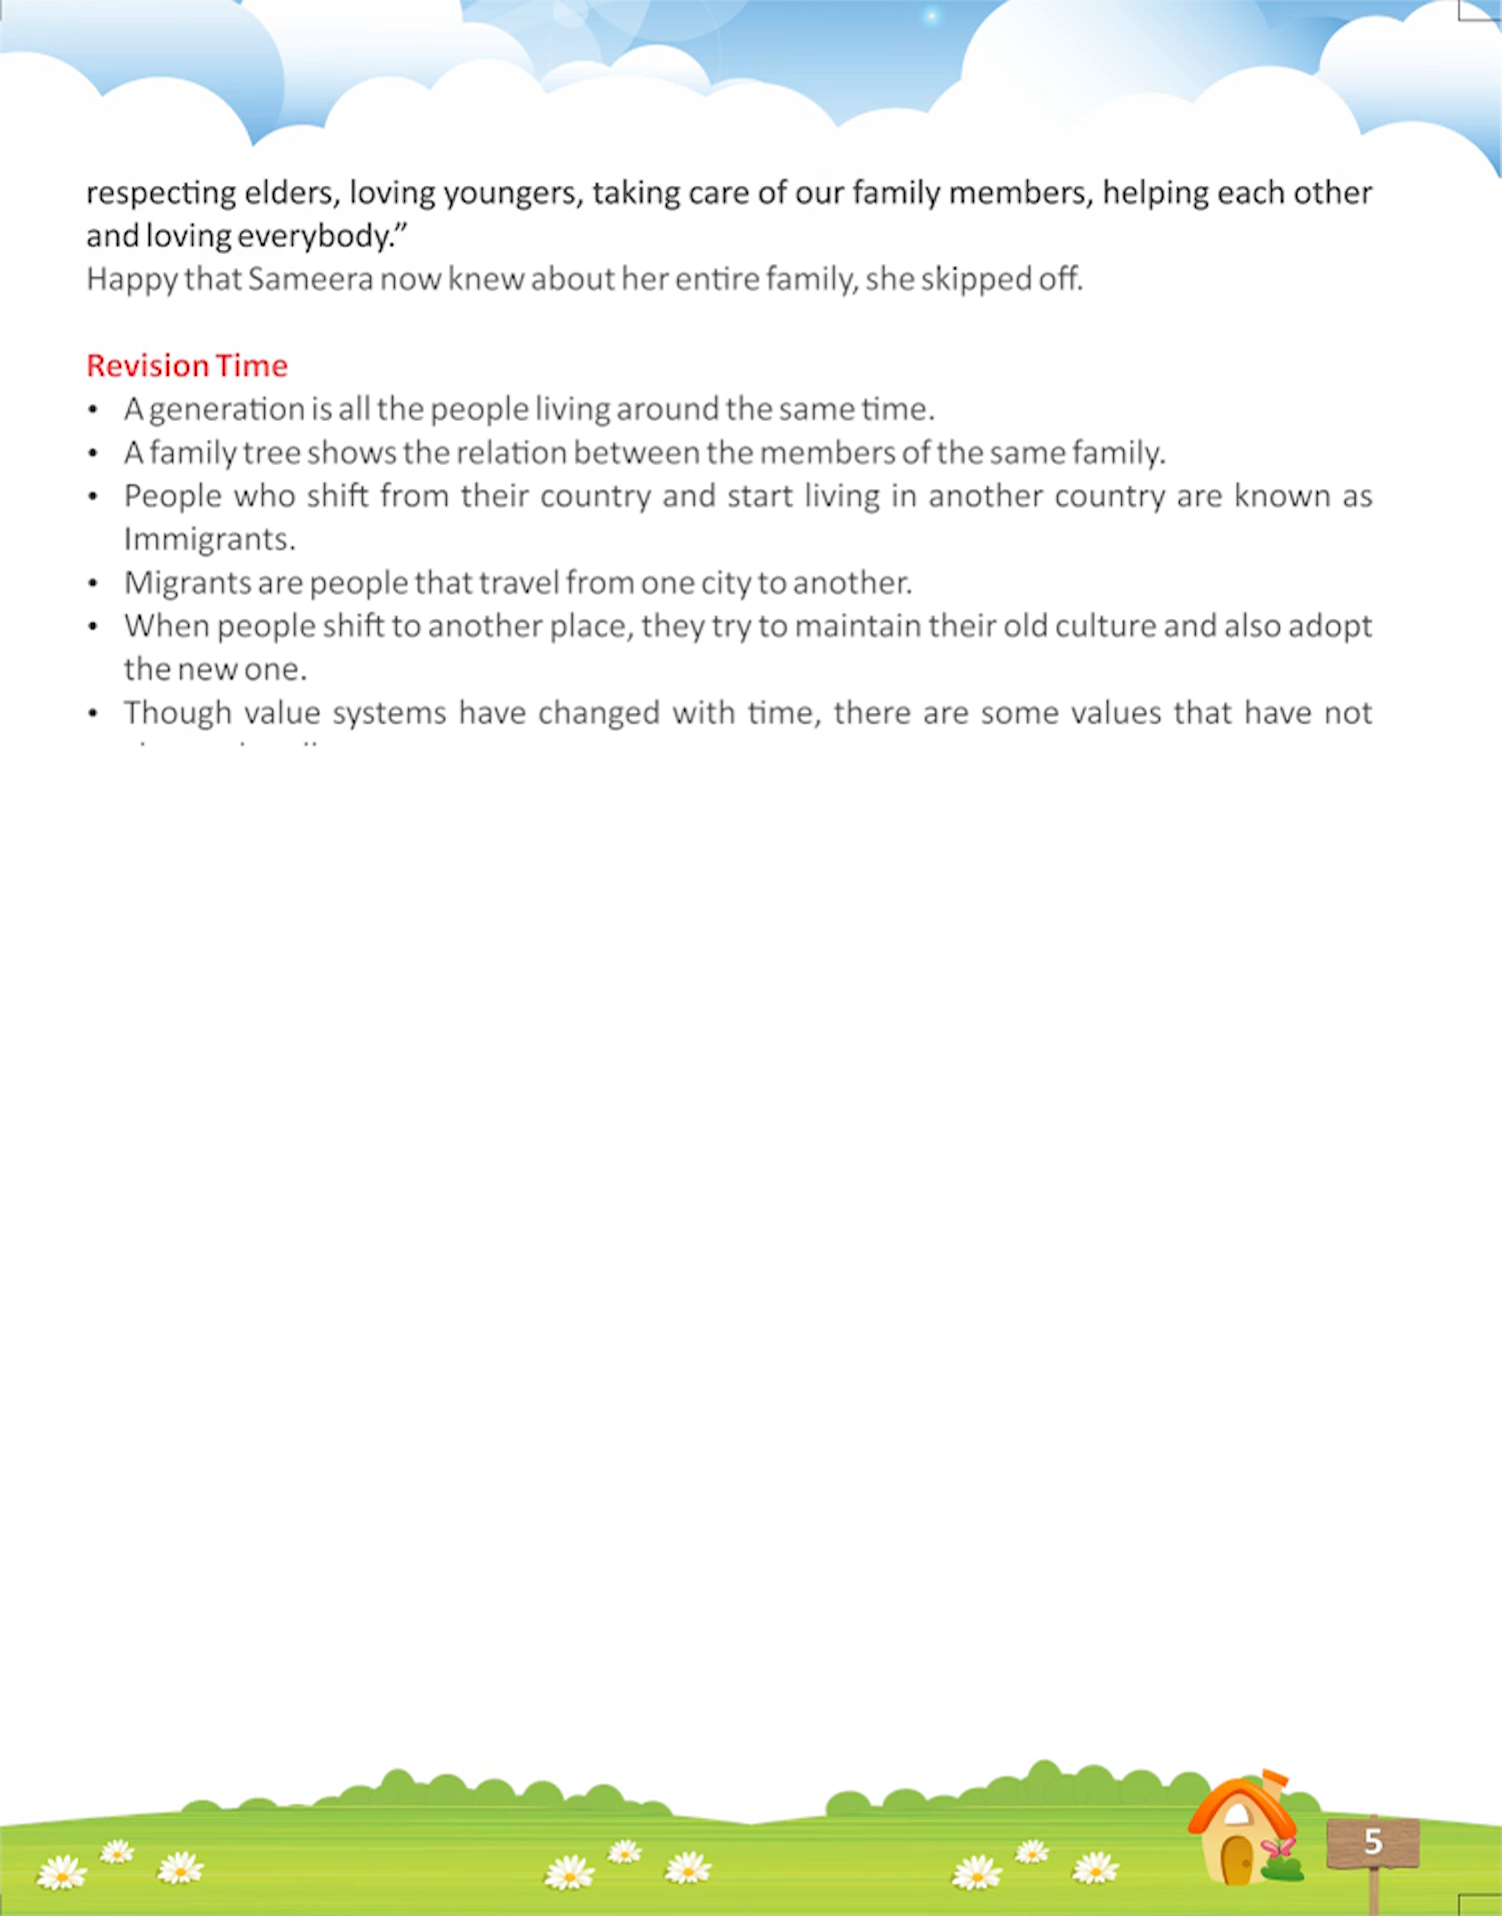 respecting elders, loving youngers, taking care of our family members, helping each other
and loving everybody.”
Happy that Sameera now knew about her entire family, she skipped off.
Revision Time
• A generation is all the people living around the same time.
• A family tree shows the relation between the members of the same family.
• People who shift from their country and start living in another country are known as
Immigrants.
• Migrants are people that travel from one city to another.
• When people shift to another place, they try to maintain their old culture and also adopt
the new one.
• Though value systems have changed with time, there are some values that have not
5